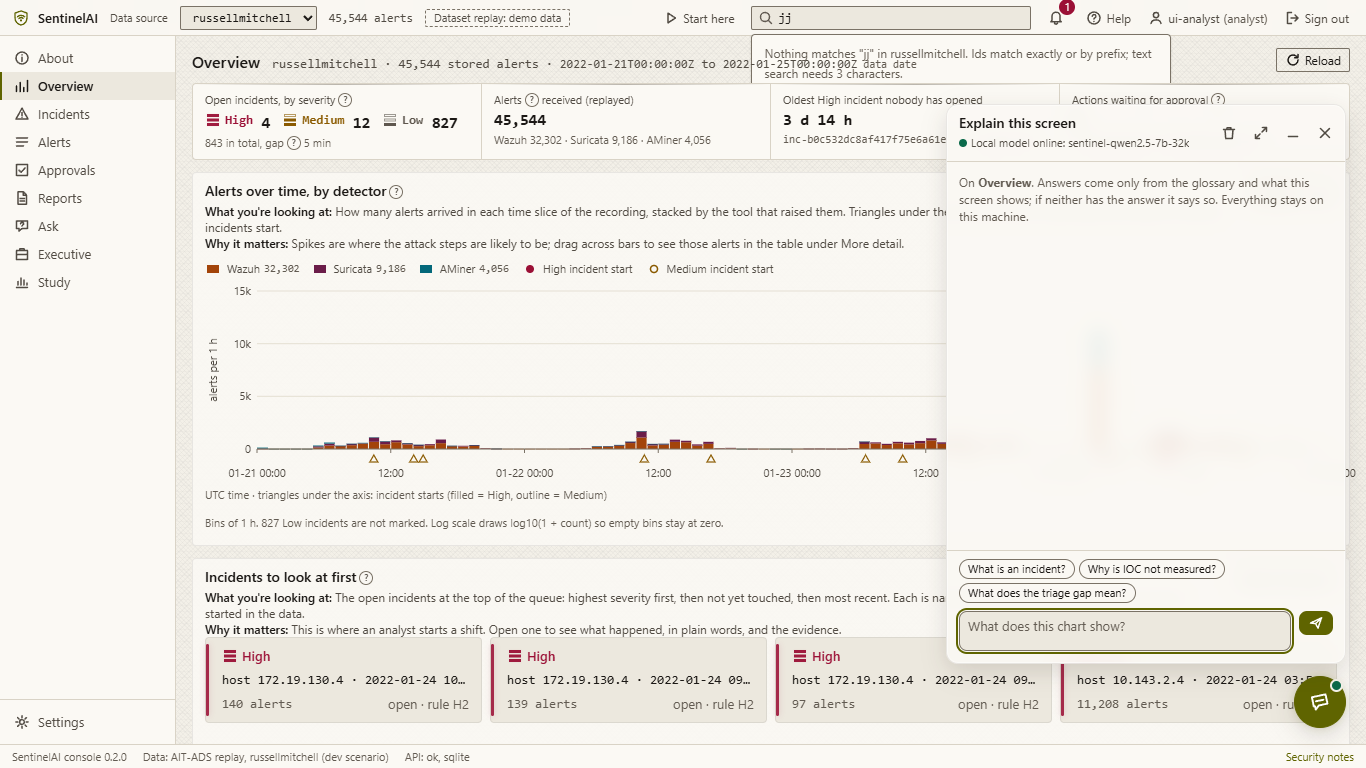 SentinelAI
Data source
russellmitchell
45,544 alerts
Dataset replay: demo data
Start here
jj
1
Help
ui-analyst (analyst)
Sign out
About
Overview
Incidents
Alerts
Approvals
Reports
Ask
Executive
Study
Settings
Overview russellmitchell · 45,544 stored alerts · 2022-01-21T00:00:00Z to 2022-01-25T00:00:00Z data date
Nothing matches "jj" in russellmitchell. Ids match exactly or by prefix; text
search needs 3 characters.
Reload
Open incidents, by severity ?
High 4 Medium 12 Low 827
843 in total, gap ? 5 min
Alerts ? received (replayed)
45,544
Wazuh 32,302 · Suricata 9,186 · AMiner 4,056
Oldest High incident nobody has opened
3 d 14 h
inc-b0c532dc8af417f75e6a61e
Actions waiting for approval ?
Alerts over time, by detector ?
What you're looking at: How many alerts arrived in each time slice of the recording, stacked by the tool that raised them. Triangles under the
incidents start.
Why it matters: Spikes are where the attack steps are likely to be; drag across bars to see those alerts in the table under More detail.
Wazuh 32,302 Suricata 9,186 AMiner 4,056 High incident start Medium incident start
15k
10k
5k
0
alerts per 1 h
01-21 00:00 12:00 01-22 00:00 12:00 01-23 00:00 12:00 00
UTC time · triangles under the axis: incident starts (filled = High, outline = Medium)
Bins of 1 h. 827 Low incidents are not marked. Log scale draws log10(1 + count) so empty bins stay at zero.
Incidents to look at first ?
What you're looking at: The open incidents at the top of the queue: highest severity first, then not yet touched, then most recent. Each is na
started in the data.
Why it matters: This is where an analyst starts a shift. Open one to see what happened, in plain words, and the evidence.
High
host 172.19.130.4 · 2022-01-24 10…
140 alerts open · rule H2
High
host 172.19.130.4 · 2022-01-24 09…
139 alerts open · rule H2
High
host 172.19.130.4 · 2022-01-24 09…
97 alerts open · rule H2
host 10.143.2.4 · 2022-01-24 03:5
11,208 alerts open · ru
Explain this screen
Local model online: sentinel-qwen2.5-7b-32k
On Overview. Answers come only from the glossary and what this
screen shows; if neither has the answer it says so. Everything stays on
this machine.
What is an incident?
Why is IOC not measured?
What does the triage gap mean?
What does this chart show?
SentinelAI console 0.2.0
Data: AIT-ADS replay, russellmitchell (dev scenario)
API: ok, sqlite
Security notes